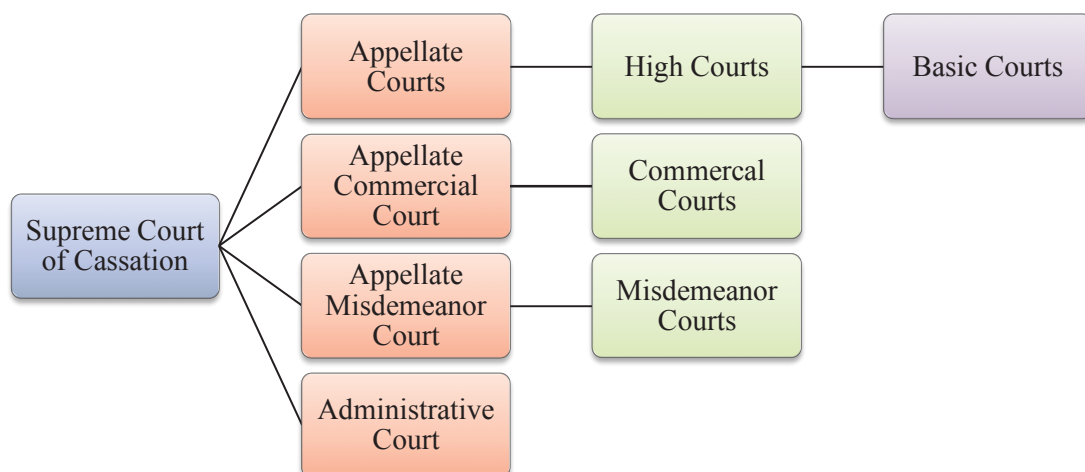 Appellate
Courts
High Courts
Basic Courts
Appellate
Commercial
Court
Commercal
Courts
Supreme Court
of Cassation
Appellate
Misdemeanor
Court
Misdemeanor
Courts
Administrative
Court